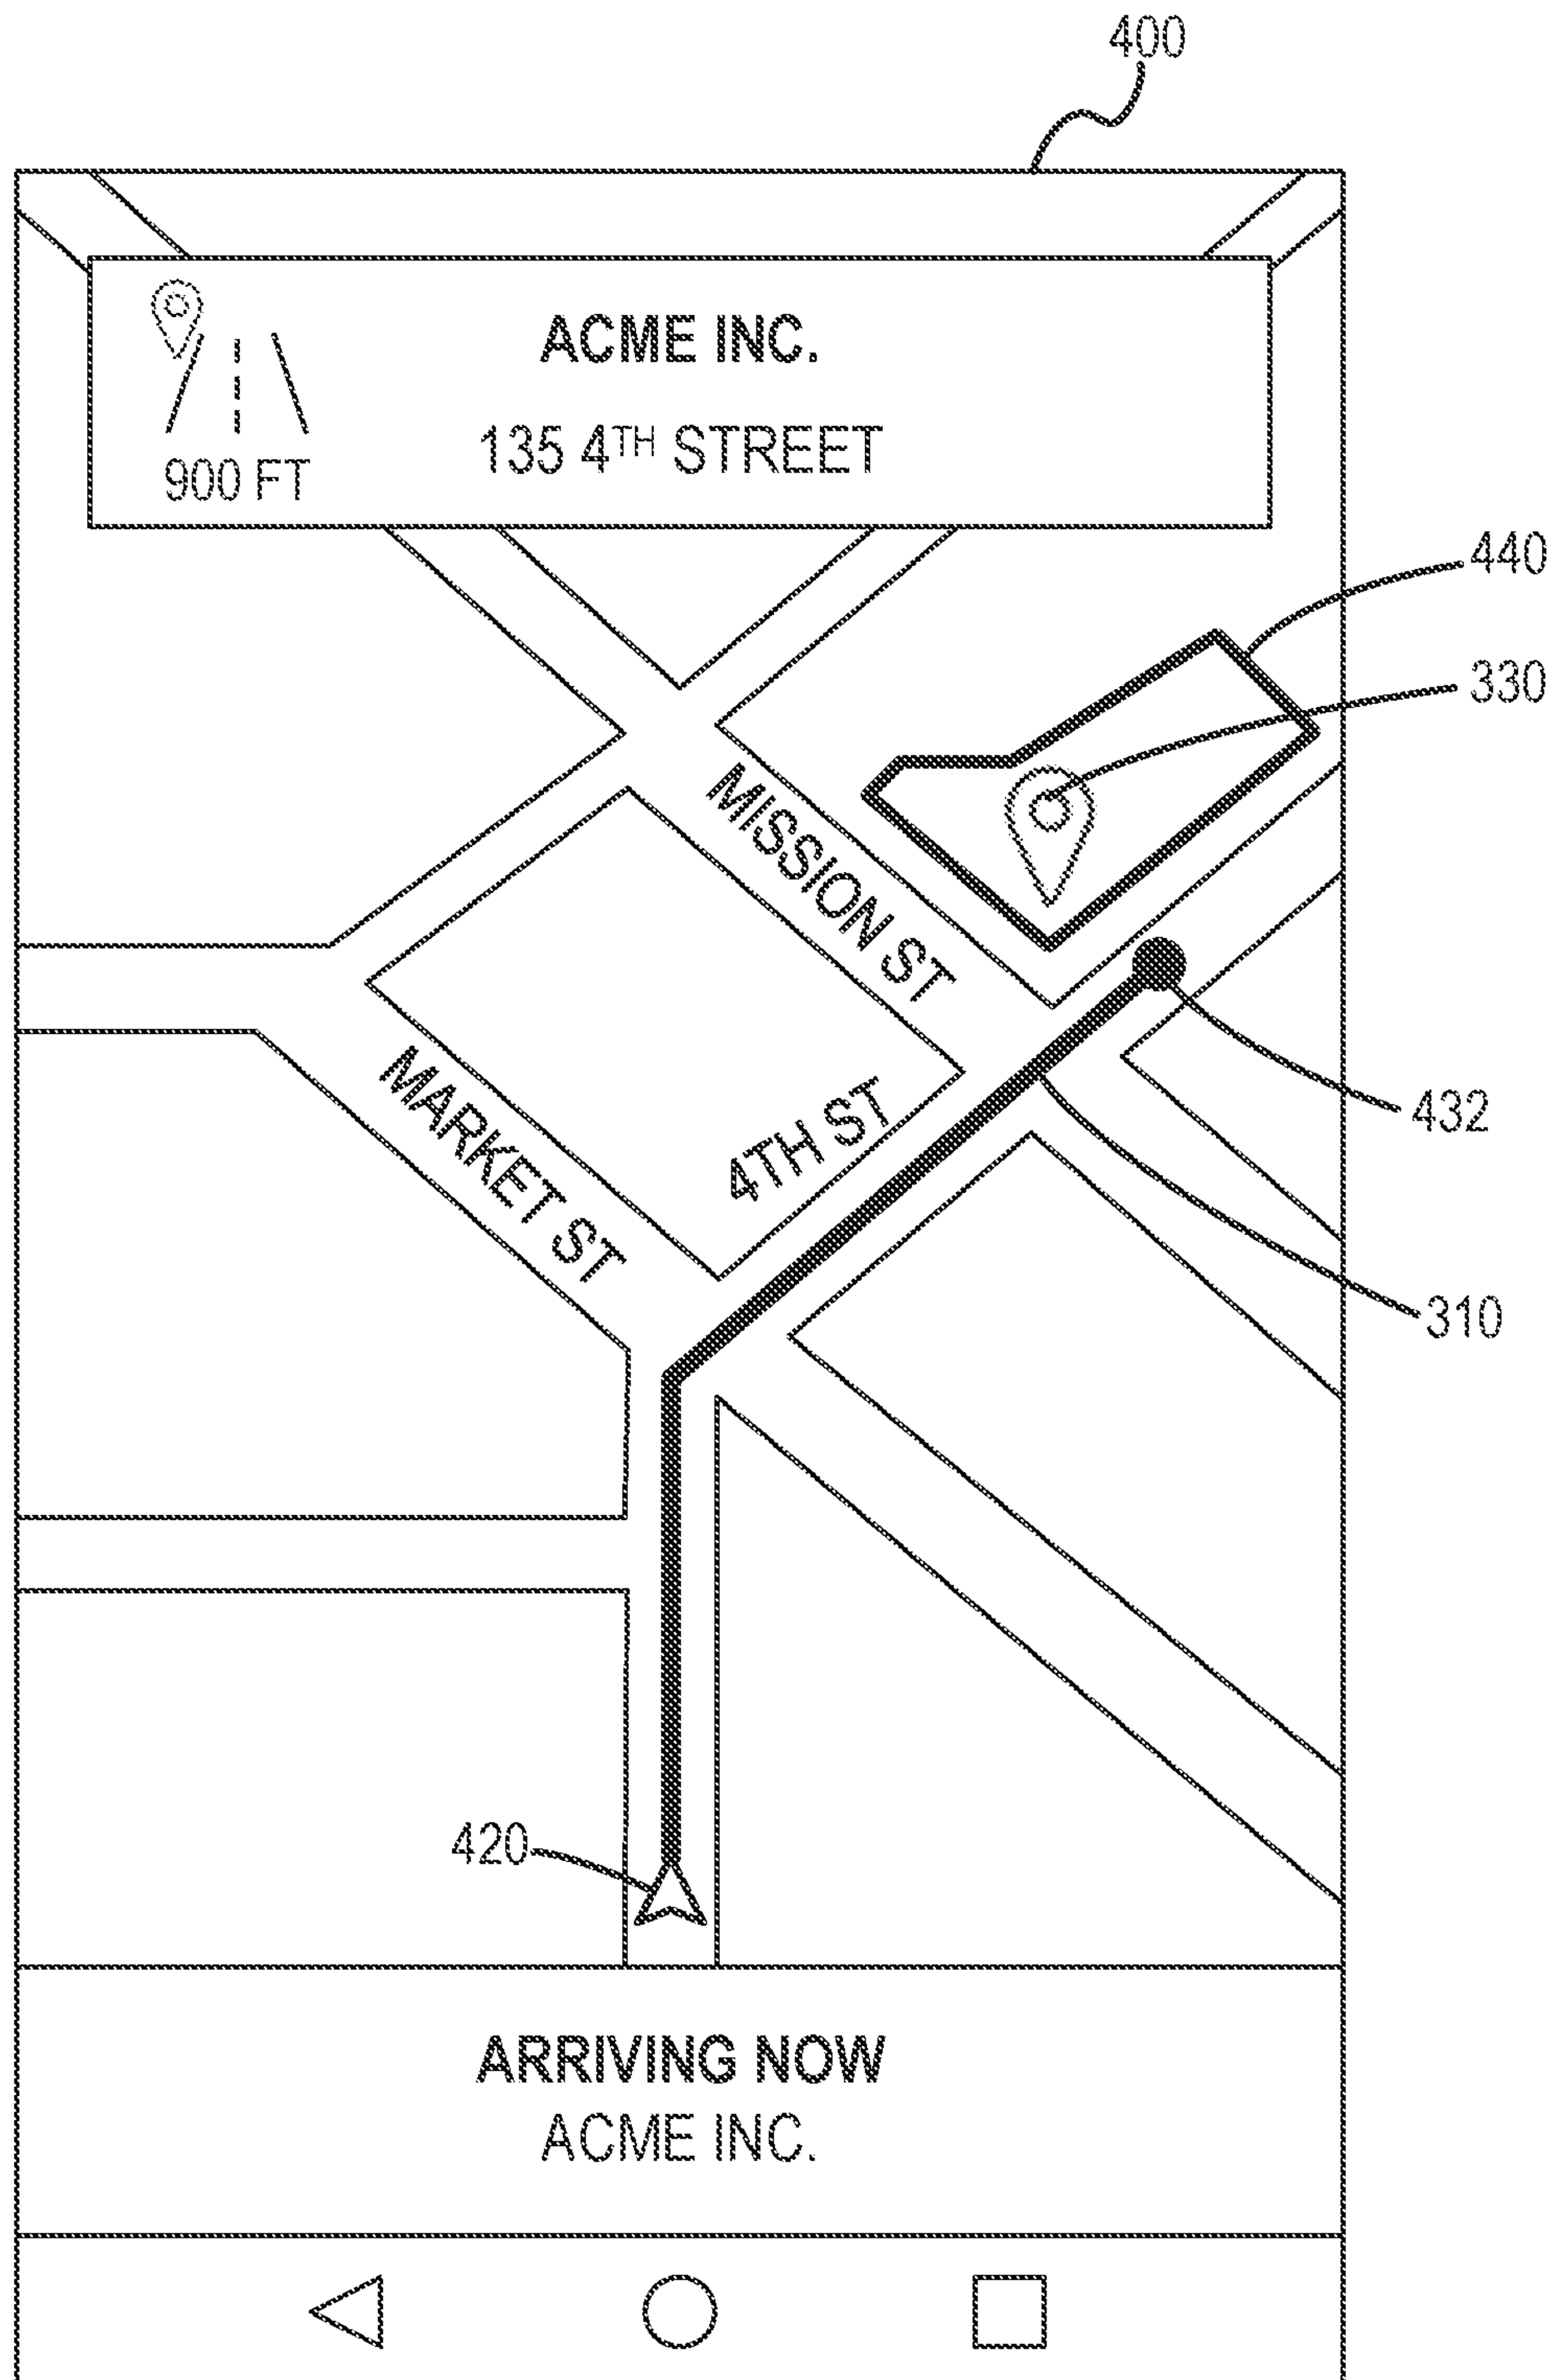 400
ACME INC.
135 4TH STREET
900 FT
440
330
MISSION ST
MARKET ST
4TH ST
432
310
420
ARRIVING NOW
ACME INC.